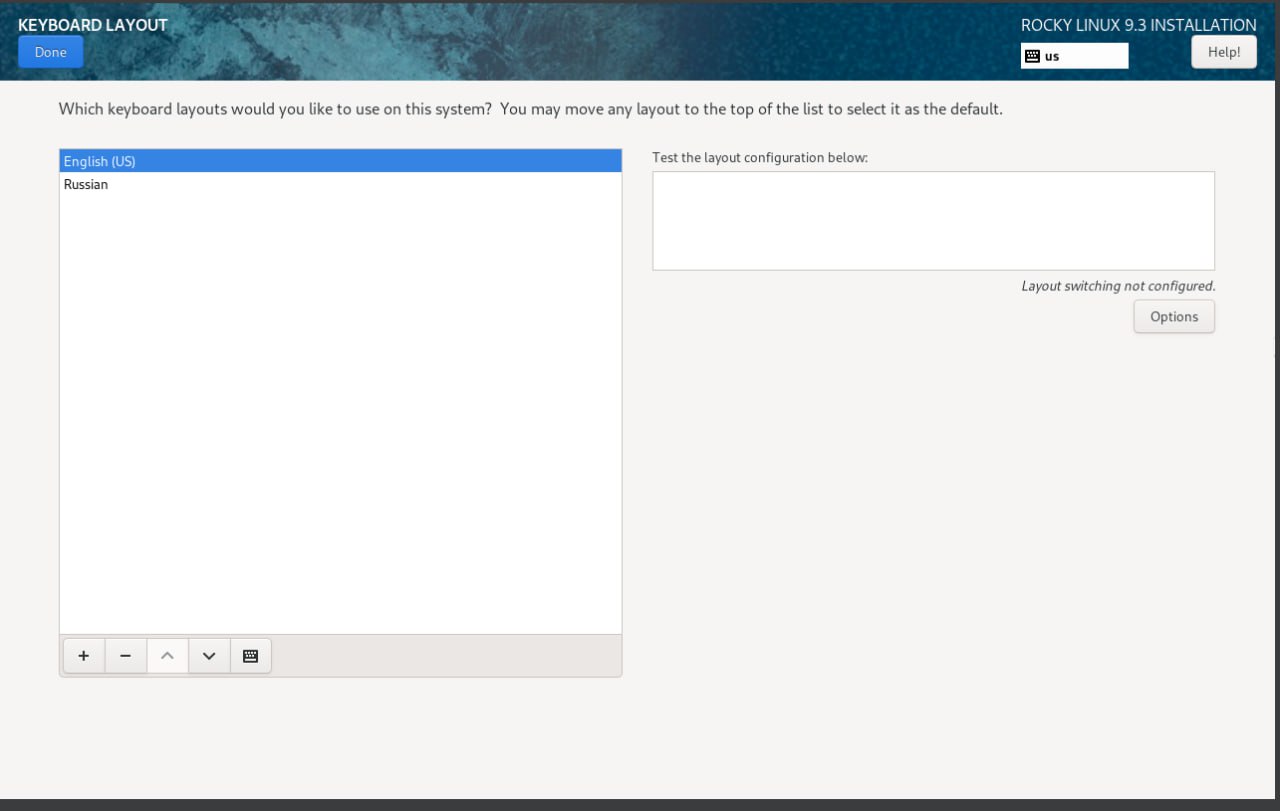 KEYBOARD LAYOUT
Done
ROCKY LINUX 9.3 INSTALLATION
us
Help!
Which keyboard layouts would you like to use on this system?  You may move any layout to the top of the list to select it as the default.
English (US)
Russian
Test the layout configuration below:
Layout switching not configured.
Options